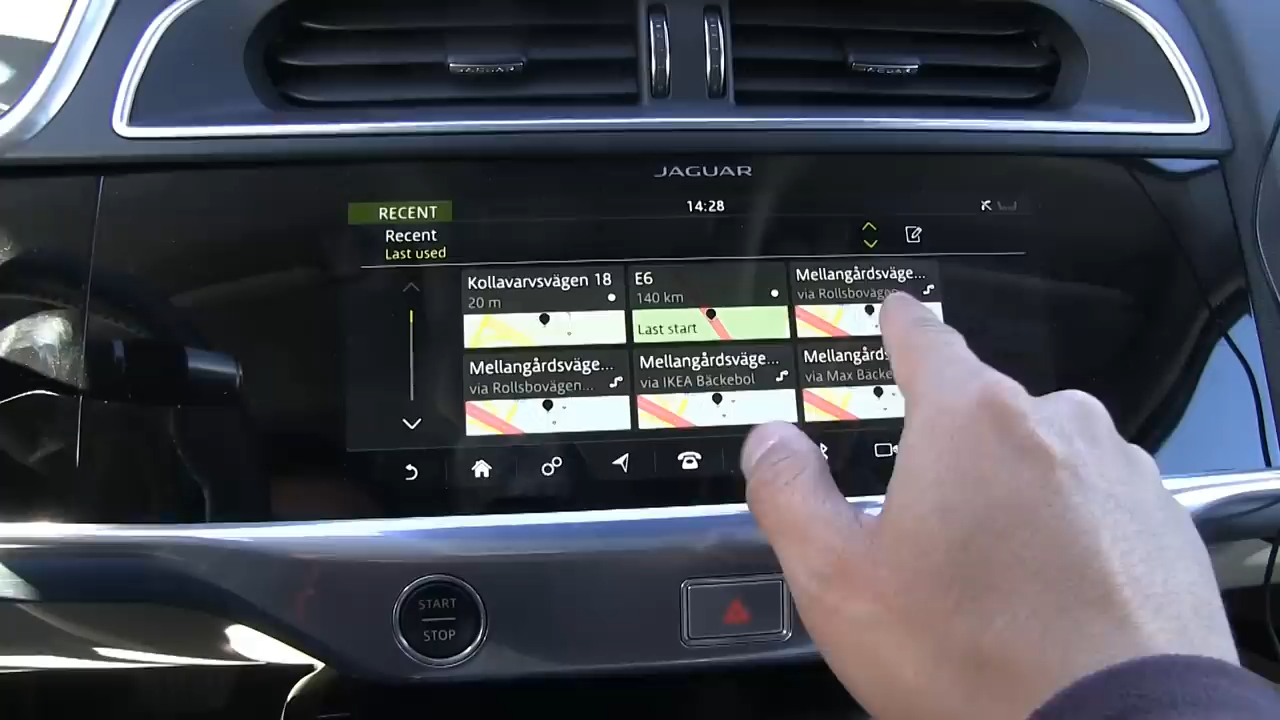 JAGUAR
JAGUAR
JAGUAR
14:28
RECENT
Recent
Last used
Kollavarvsvägen 18
20 m
E6
140 km
Last start
Mellangårdsväge...
via Rollsbovägen
Mellangårdsväge...
via Rollsbovägen...
Mellangårdsväge...
via IKEA Bäckebol
Mellangårds
via Max Bäcke
START
STOP